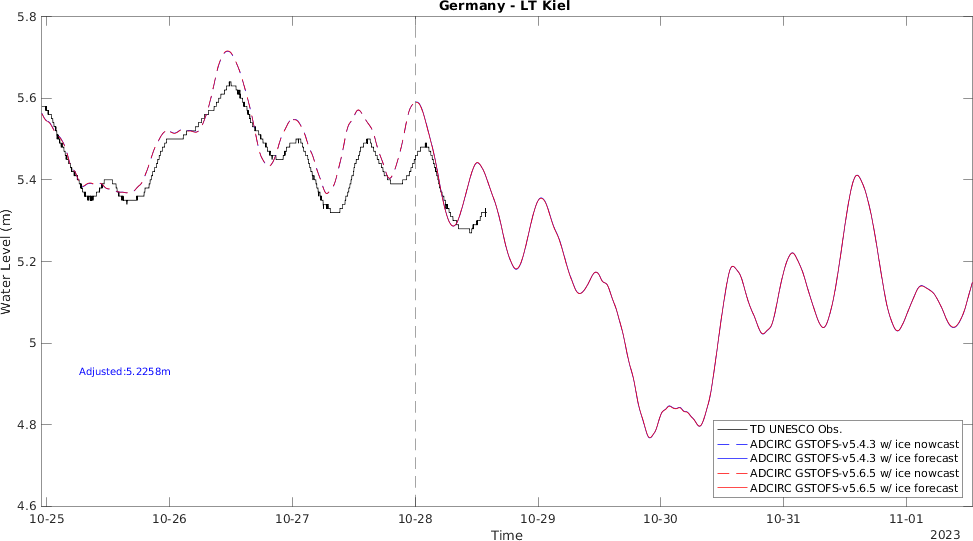 Germany - LT Kiel
5.8
5.6
5.4
5.2
5
4.8
4.6
Water Level (m)
Adjusted:5.2258m
TD UNESCO Obs.
ADCIRC GSTOFS-v5.4.3 w/ ice nowcast
ADCIRC GSTOFS-v5.4.3 w/ ice forecast
ADCIRC GSTOFS-v5.6.5 w/ ice nowcast
ADCIRC GSTOFS-v5.6.5 w/ ice forecast
10-25 10-26 10-27 10-28 10-29 10-30 10-31 11-01
Time
2023